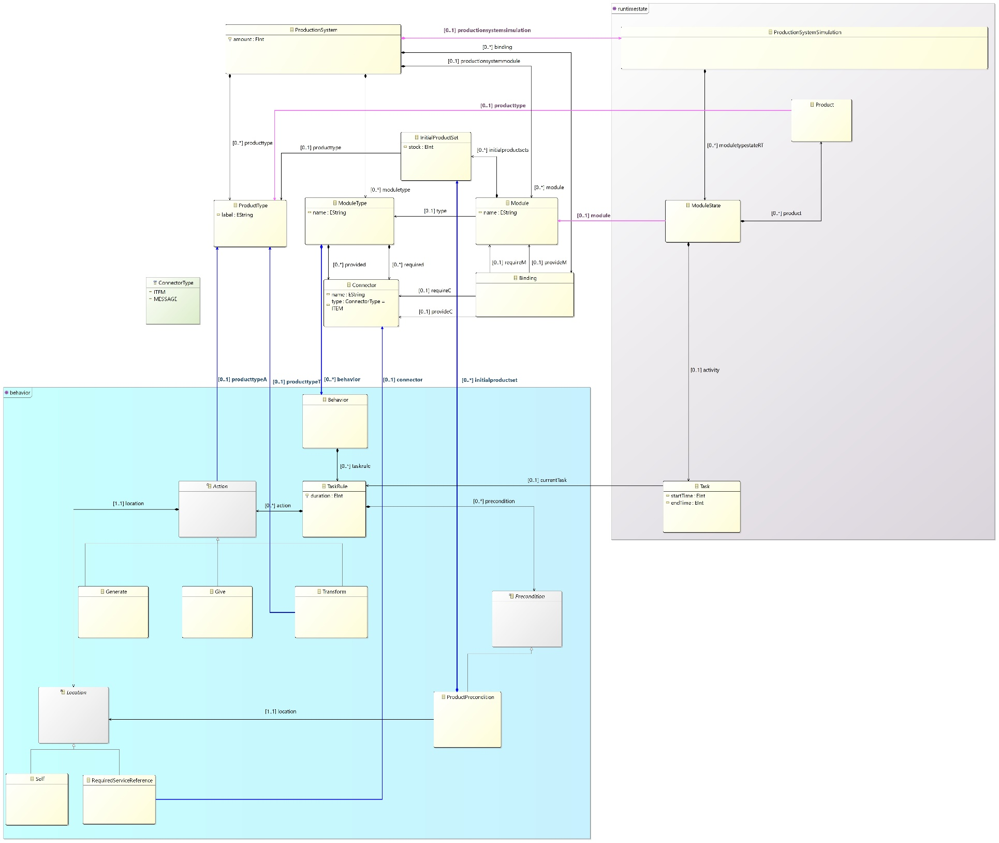 runtimestate
ProductionSystem
amount : EInt
[0..1] productionsystemsimulation
ProductionSystemSimulation
[0..*] binding
[0..1] productionsystemmodule
[0..1] producttype
Product
[0..*] producttype
[0..1] producttype
InitialProductSet
stock : EInt
[0..*] initialproductsets
[0..*] moduletypestateRT
[0..*] moduletype
[0..*] module
ProductType
label : EString
ModuleType
name : EString
[0..1] type
Module
name : EString
[0..1] module
ModuleState
[0..*] product
[0..*] provided
[0..*] required
[0..1] requireM
[0..1] provideM
ConnectorType
ITEM
MESSAGE
Connector
name : EString
type : ConnectorType =
ITEM
[0..1] requireC
[0..1] provideC
Binding
[0..1] activity
[0..1] producttypeA
[0..1] producttypeT
[0..*] behavior
[0..1] connector
[0..*] initialproductset
behavior
Behavior
[0..*] taskrule
Action
[1..1] location
[0..*] action
TaskRule
duration : EInt
[0..1] currentTask
[0..*] precondition
Task
startTime : EInt
endTime : EInt
Generate
Give
Transform
Precondition
Location
ProductPrecondition
[1..1] location
Self
RequiredServiceReference